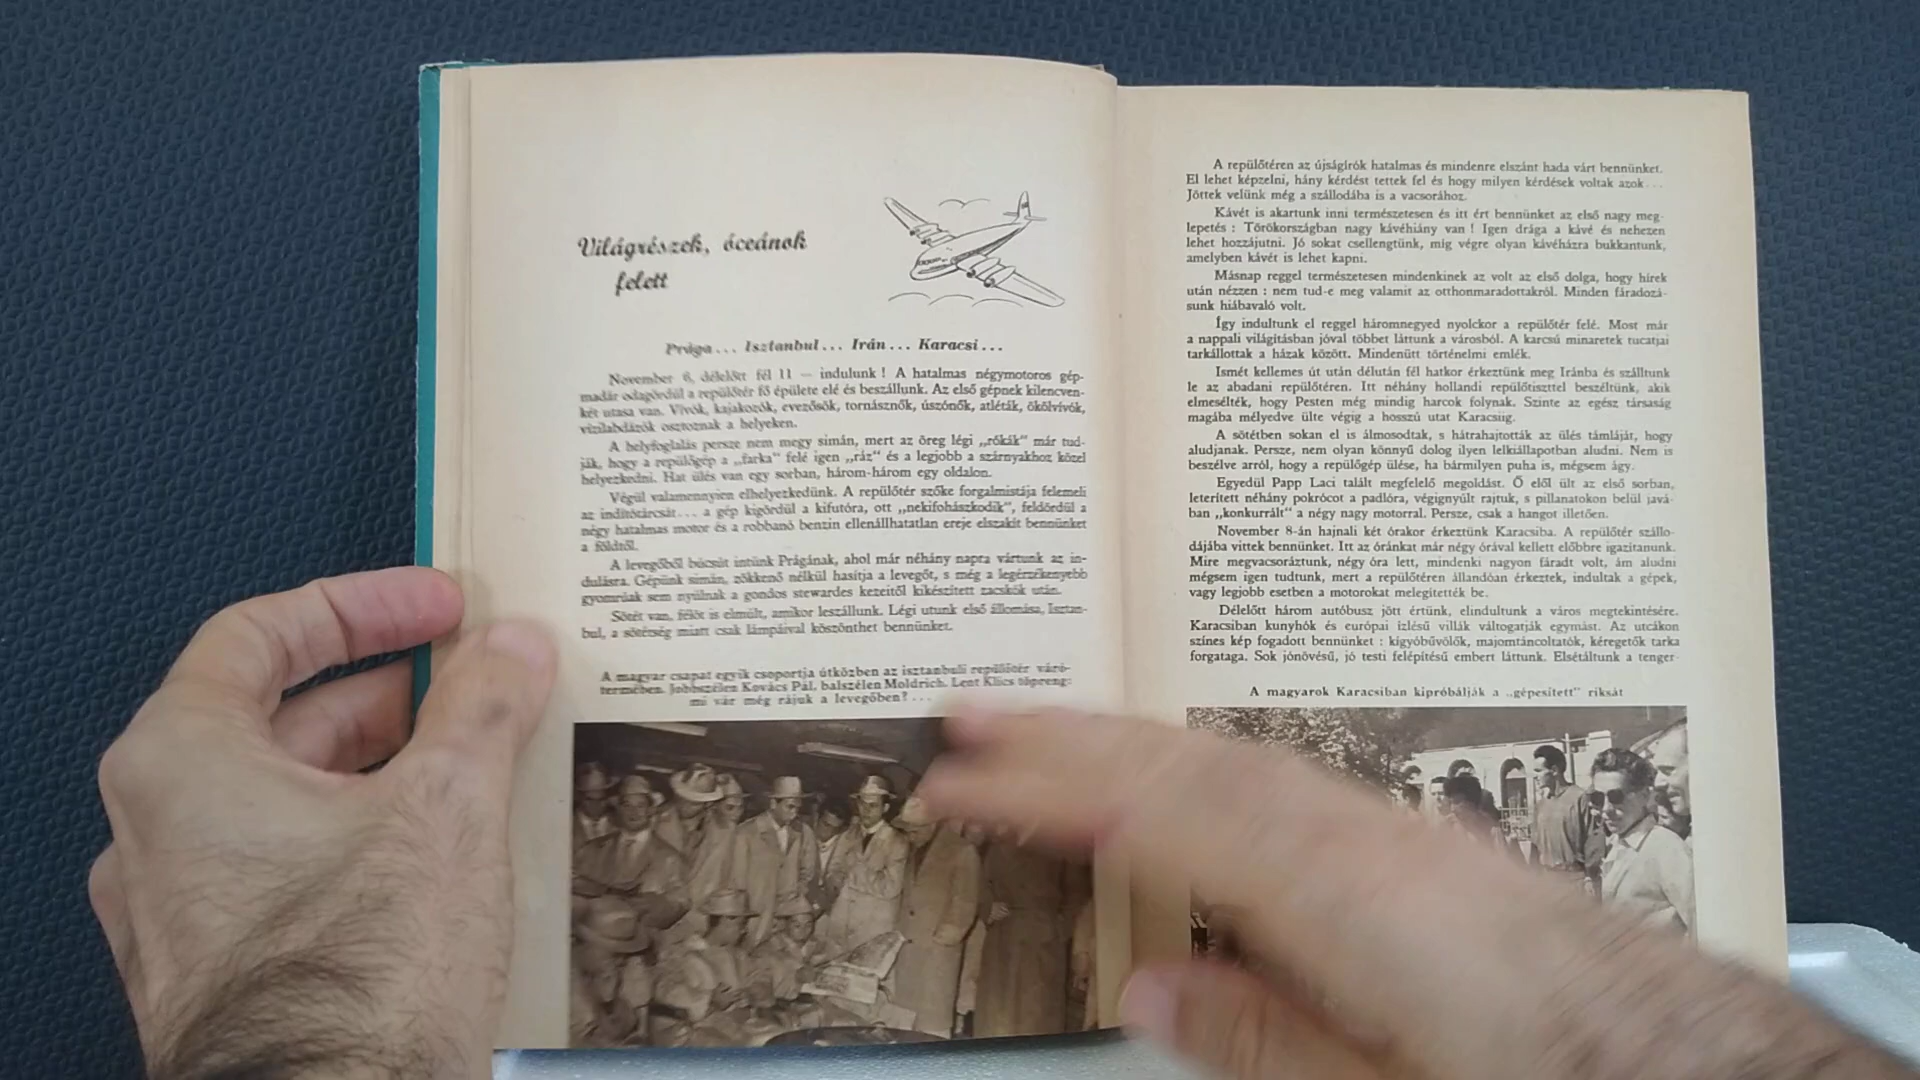 Világrészek, óceánok
felett
Prága... Isztanbul... Irán... Karacsi...
November 6, délelőtt fél 11 — indulunk! A hatalmas négymotoros gép-
madár odagördül a repülőtér fő épülete elé és beszállunk. Az első gépnek kilencven-
két utasa van. Vívók, kajakozók, evezősök, tornásznők, úszónők, atléták, ökölvívók,
vízilabdázók osztoznak a helyeken.
A helyfoglalás persze nem megy simán, mert az öreg légi „rókák" már tud-
ják, hogy a repülőgép a „farka" felé igen „ráz" és a legjobb a szárnyakhoz közel
helyezkedni. Hat ülés van egy sorban, három-három egy oldalon.
Végül valamennyien elhelyezkedünk. A repülőtér szőke forgalmistája felemeli
az indítótárcsát... a gép kigördül a kifutóra, ott „nekifohászkodik", feldördül a
négy hatalmas motor és a robbanó benzin ellenállhatatlan ereje elszakít bennünket
a földtől.
A levegőből búcsút intünk Prágának, ahol már néhány napra vártunk az in-
dulásra. Gépünk simán, zökkenő nélkül hasítja a levegőt, s még a legérzékenyebb
gyomrúak sem nyúlnak a gondos stewardes kezeitől kikészített zacskók után.
Sötét van, félöt is elmúlt, amikor leszállunk. Légi utunk első állomása, Isztan-
bul, a sötétség miatt csak lámpáival köszönthet bennünket.
A magyar csapat egyik csoportja útközben az isztanbuli repülőtér váró-
termében. Jobbszélen Kovács Pál, balszélen Moldrich. Lent Klics töpreng:
mi vár még rájuk a levegőben?...
A repülőtéren az újságírók hatalmas és mindenre elszánt hada várt bennünket.
El lehet képzelni, hány kérdést tettek fel és hogy milyen kérdések voltak azok...
Jöttek velünk még a szállodába is a vacsorához.
Kávét is akartunk inni természetesen és itt ért bennünket az első nagy meg-
lepetés : Törökországban nagy kávéhiány van ! Igen drága a kávé és nehezen
lehet hozzájutni. Jó sokat csellengtünk, míg végre olyan kávéházra bukkantunk,
amelyben kávét is lehet kapni.
Másnap reggel természetesen mindenkinek az volt az első dolga, hogy hírek
után nézzen : nem tud-e meg valamit az otthonmaradottakról. Minden fáradozá-
sunk hiábavaló volt.
Így indultunk el reggel háromnegyed nyolckor a repülőtér felé. Most már
a nappali világításban jóval többet láttunk a városból. A karcsú minaretek tucatjai
tarkállottak a házak között. Mindenütt történelmi emlék.
Ismét kellemes út után délután fél hatkor érkeztünk meg Iránba és szálltunk
le az abadani repülőtéren. Itt néhány hollandi repülőtiszttel beszéltünk, akik
elmesélték, hogy Pesten még mindig harcok folynak. Szinte az egész társaság
magába mélyedve ülte végig a hosszú utat Karacsiig.
A sötétben sokan el is álmosodtak, s hátrahajtották az ülés támláját, hogy
aludjanak. Persze, nem olyan könnyű dolog ilyen lelkiállapotban aludni. Nem is
beszélve arról, hogy a repülőgép ülése, ha bármilyen puha is, mégsem ágy.
Egyedül Papp Laci talált megfelelő megoldást. Ő elől ült az első sorban,
leterített néhány pokrócot a padlóra, végignyúlt rajtuk, s pillanatokon belül javá-
ban „konkurrált" a négy nagy motorral. Persze, csak a hangot illetően.
November 8-án hajnali két órakor érkeztünk Karacsiba. A repülőtér szállo-
dájába vittek bennünket. Itt az óránkat már négy órával kellett előbbre igazítanunk.
Mire megvacsoráztunk, négy óra lett, mindenki nagyon fáradt volt, ám aludni
mégsem igen tudtunk, mert a repülőtéren állandóan érkeztek, indultak a gépek,
vagy legjobb esetben a motorokat melegítették be.
Délelőtt három autóbusz jött értünk, elindultunk a város megtekintésére.
Karacsiban kunyhók és európai ízlésű villák váltogatják egymást. Az utcákon
színes kép fogadott bennünket : kígyóbűvölők, majomtáncoltatók, kéregetők tarka
forgataga. Sok jónövésű, jó testi felépítésű embert láttunk. Elsétáltunk a tenger-
A magyarok Karacsiban kipróbálják a „gépesített" riksát